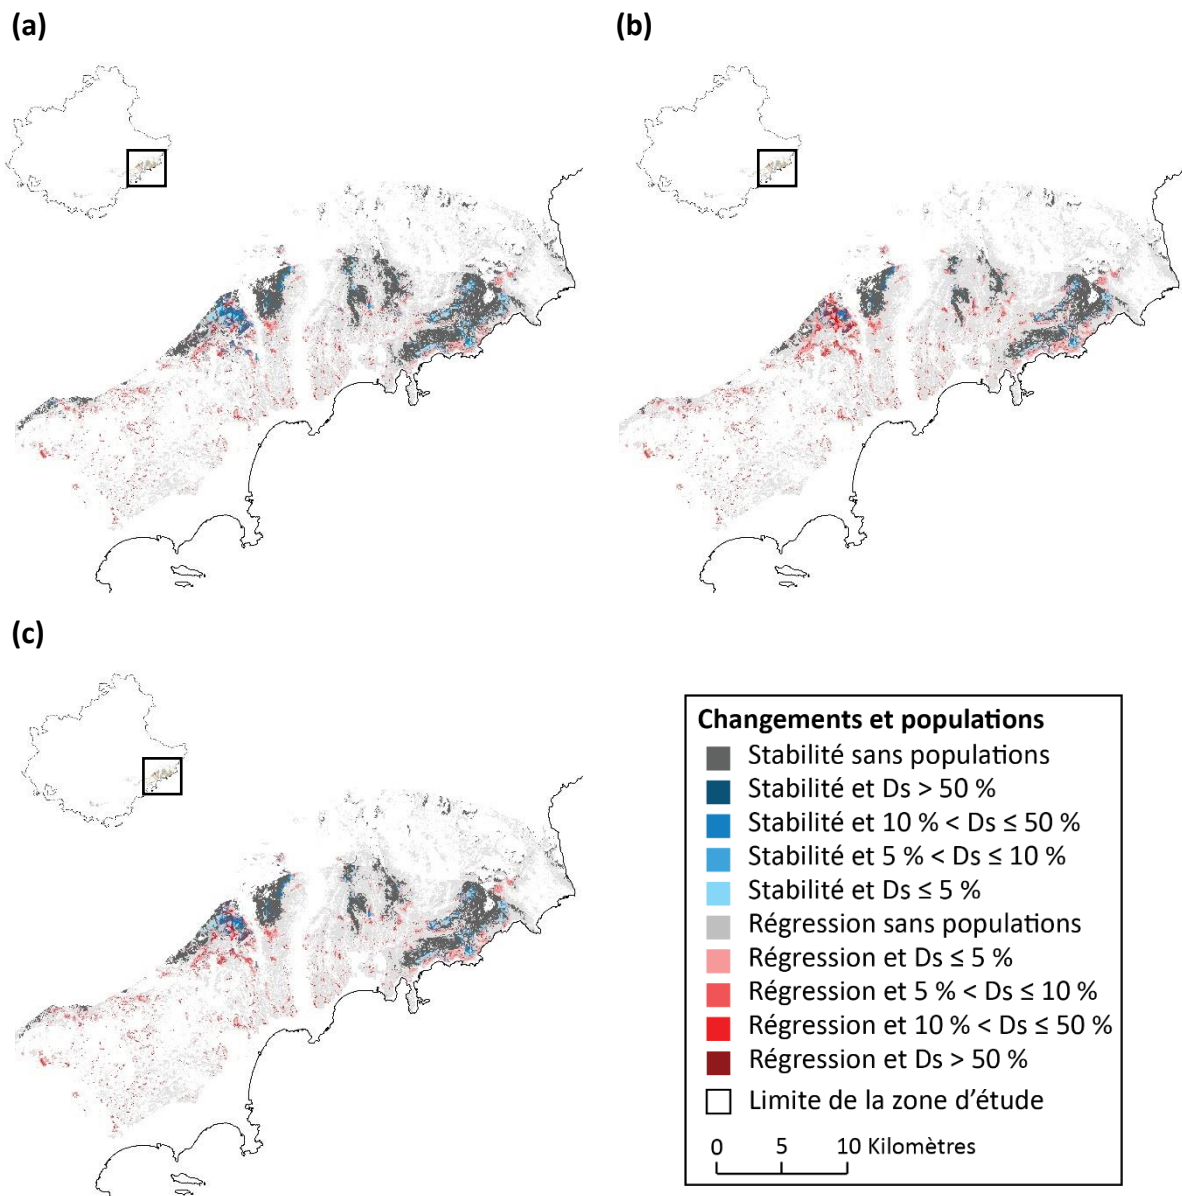 (a)
(b)
(c)
Changements et populations
Stabilité sans populations
Stabilité et Ds > 50 %
Stabilité et 10 % < Ds ≤ 50 %
Stabilité et 5 % < Ds ≤ 10 %
Stabilité et Ds ≤ 5 %
Régression sans populations
Régression et Ds ≤ 5 %
Régression et 5 % < Ds ≤ 10 %
Régression et 10 % < Ds ≤ 50 %
Régression et Ds > 50 %
Limite de la zone d’étude
0 5 10 Kilomètres